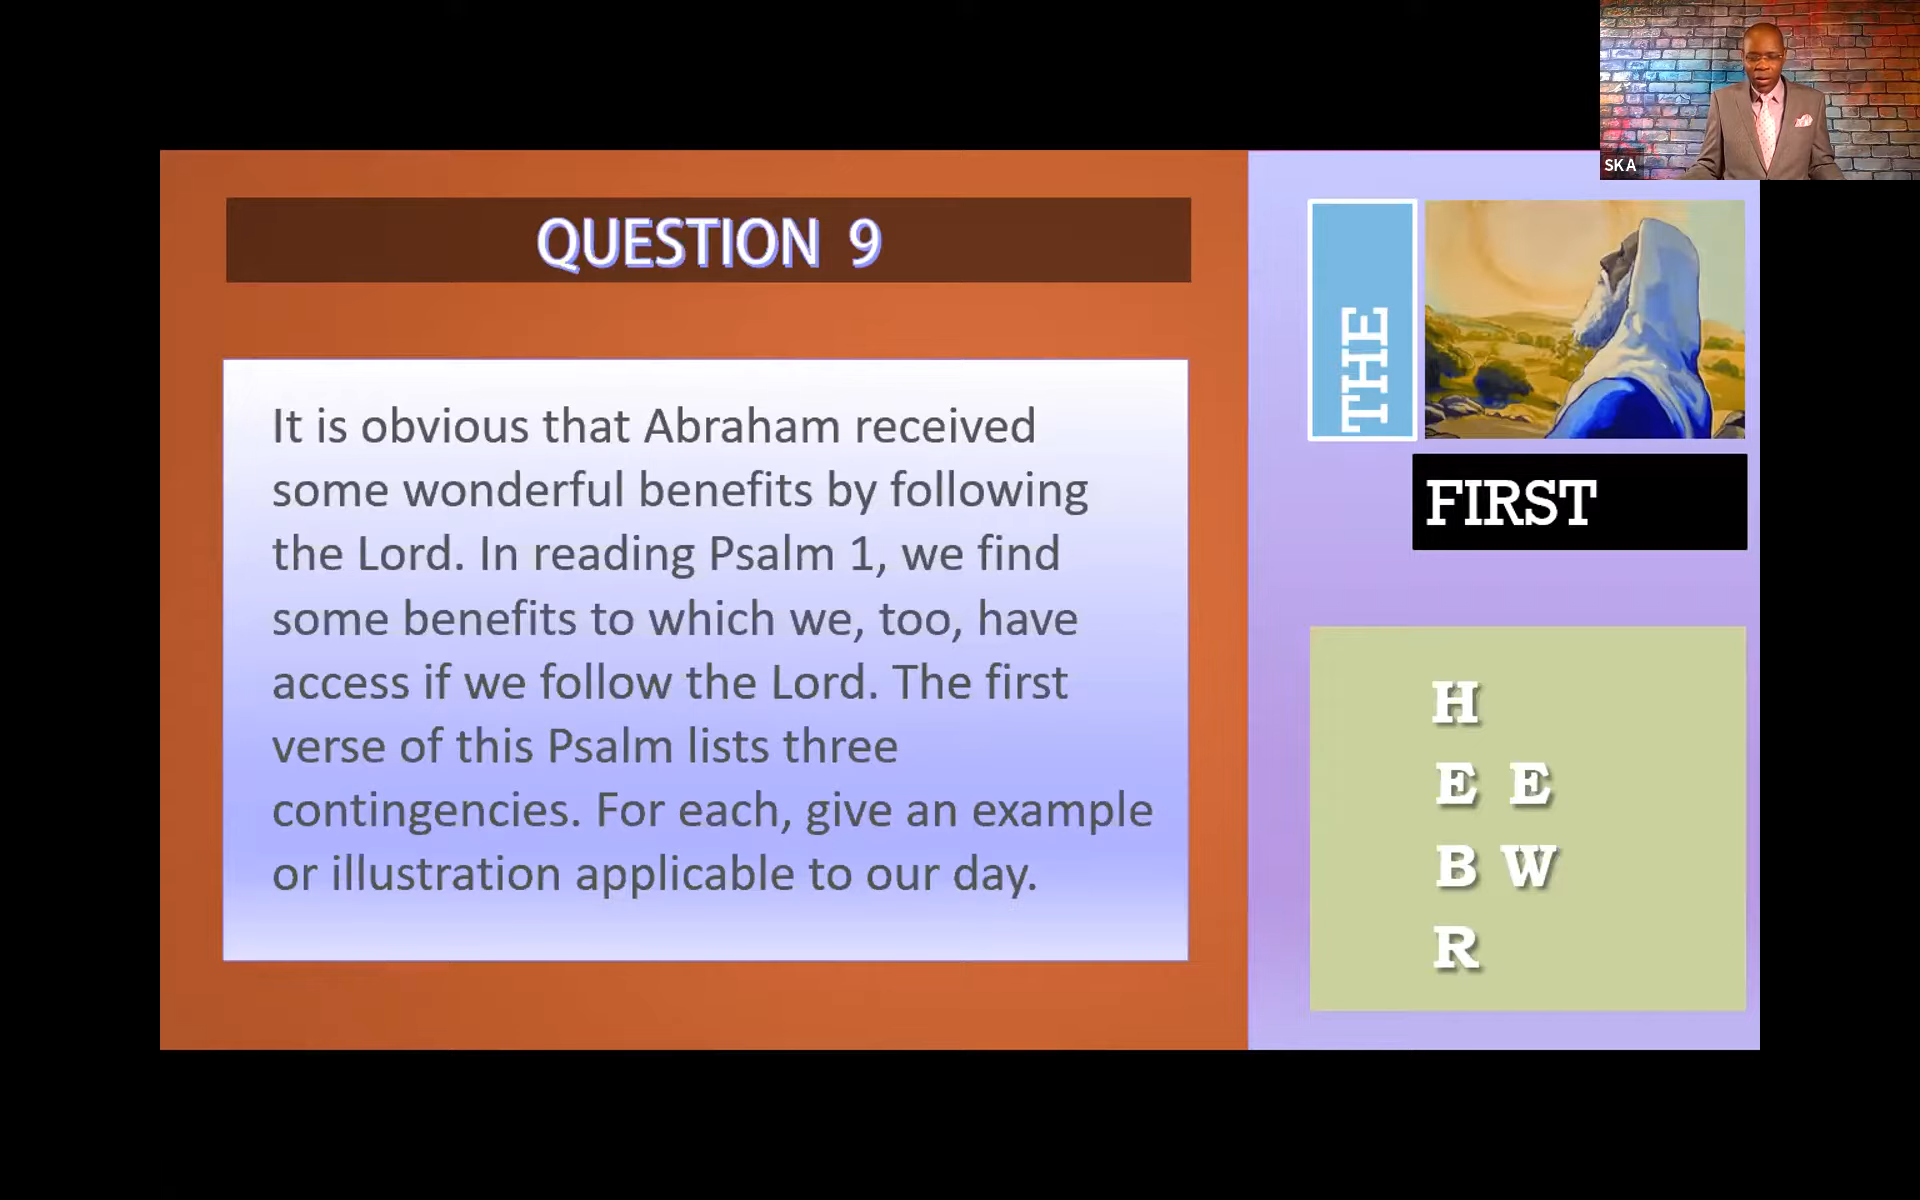 SKA
QUESTION 9
It is obvious that Abraham received
some wonderful benefits by following
the Lord. In reading Psalm 1, we find
some benefits to which we, too, have
access if we follow the Lord. The first
verse of this Psalm lists three
contingencies. For each, give an example
or illustration applicable to our day.
THE
FIRST
H
E E
B W
R